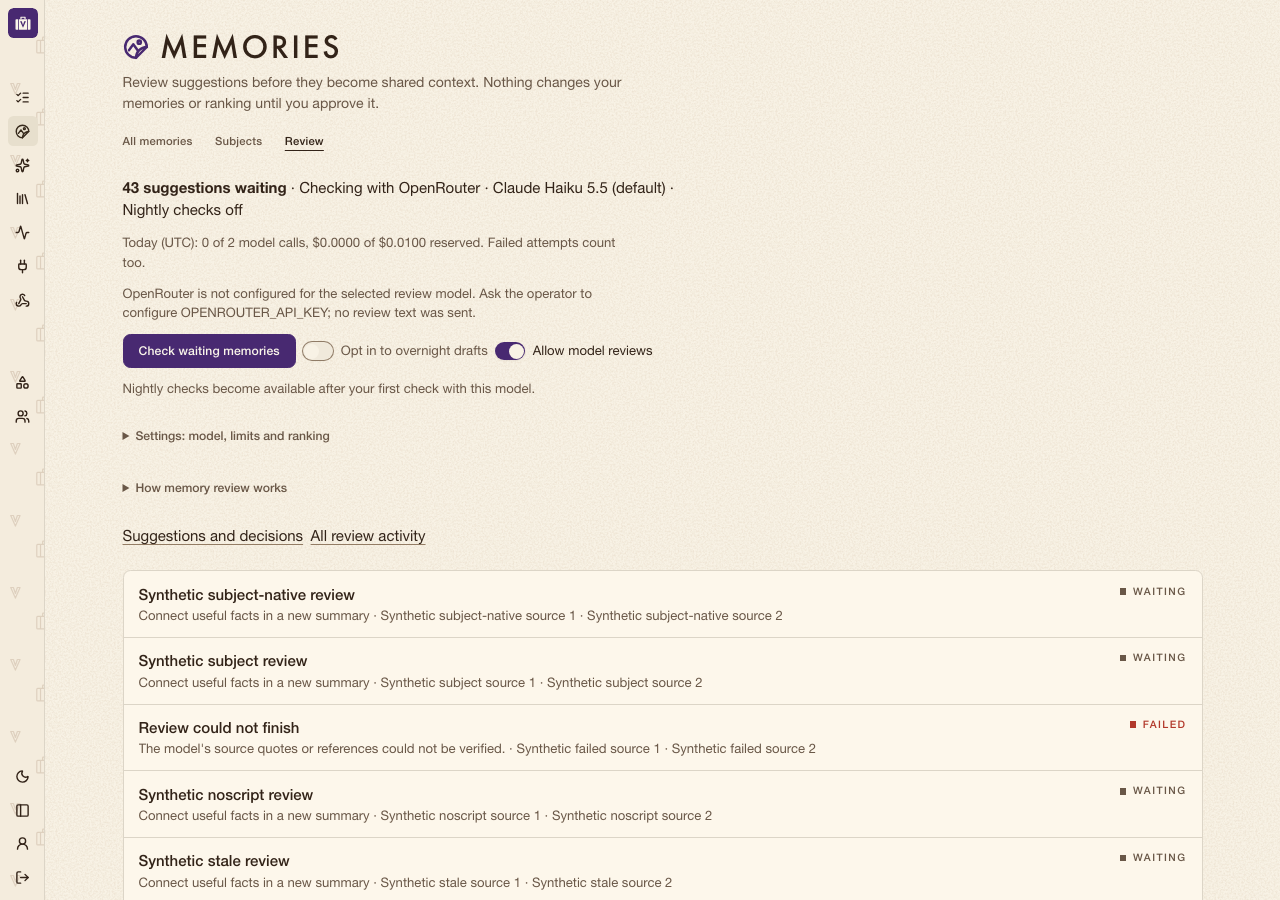 MEMORIES
Review suggestions before they become shared context. Nothing changes your
memories or ranking until you approve it.
All memories Subjects Review
43 suggestions waiting · Checking with OpenRouter · Claude Haiku 5.5 (default) ·
Nightly checks off
Today (UTC): 0 of 2 model calls, $0.0000 of $0.0100 reserved. Failed attempts count
too.
OpenRouter is not configured for the selected review model. Ask the operator to
configure OPENROUTER_API_KEY; no review text was sent.
Check waiting memories Opt in to overnight drafts Allow model reviews
Nightly checks become available after your first check with this model.
Settings: model, limits and ranking
How memory review works
Suggestions and decisions All review activity
Synthetic subject-native review WAITING
Connect useful facts in a new summary · Synthetic subject-native source 1 · Synthetic subject-native source 2
Synthetic subject review WAITING
Connect useful facts in a new summary · Synthetic subject source 1 · Synthetic subject source 2
Review could not finish FAILED
The model's source quotes or references could not be verified. · Synthetic failed source 1 · Synthetic failed source 2
Synthetic noscript review WAITING
Connect useful facts in a new summary · Synthetic noscript source 1 · Synthetic noscript source 2
Synthetic stale review WAITING
Connect useful facts in a new summary · Synthetic stale source 1 · Synthetic stale source 2